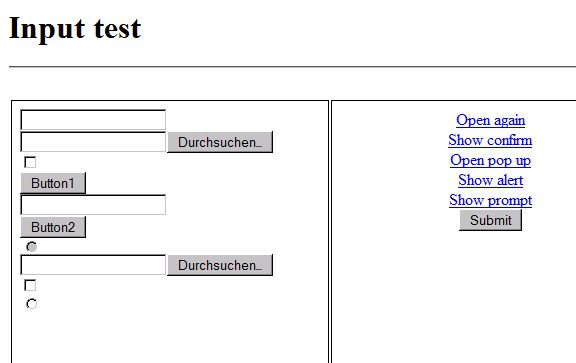 Input test
Durchsuchen...
Button1
Button2
Durchsuchen...
Open again
Show confirm
Open pop up
Show alert
Show prompt
Submit